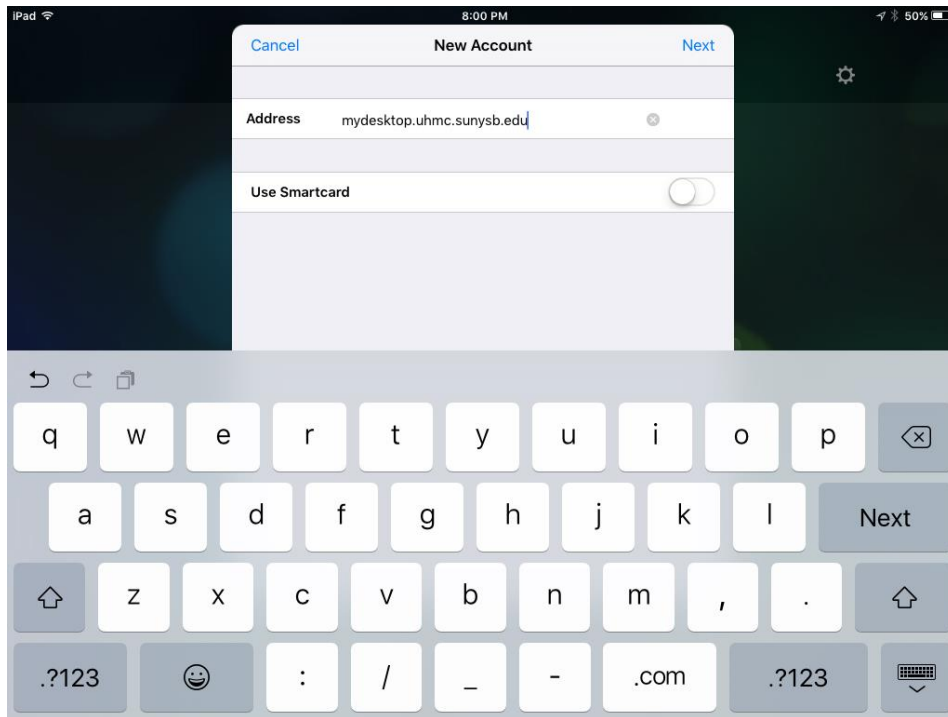 iPad 8:00 PM 50%
Cancel New Account Next
Address mydesktop.uhmc.sunysb.edu
Use Smartcard
q w e r t y u i o p
a s d f g h j k l Next
z x c v b n m , .
.?123 : / _ - .com .?123